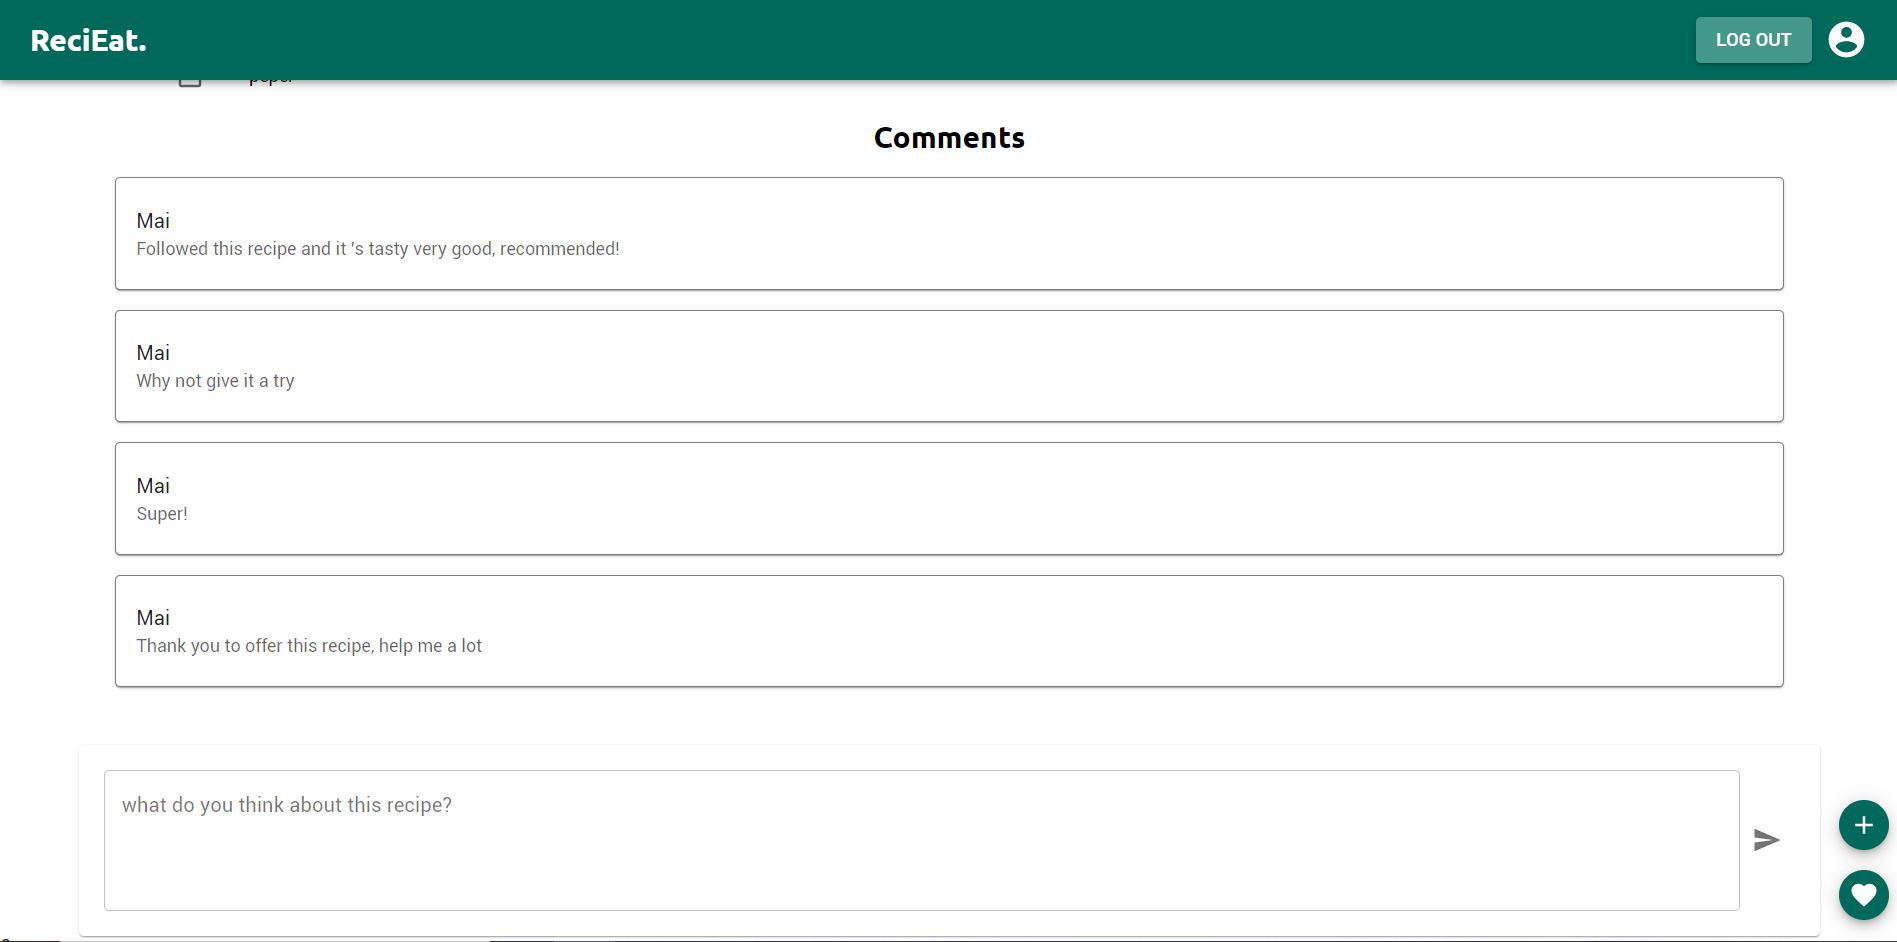 ReciEat.
LOG OUT
Comments
Mai
Followed this recipe and it 's tasty very good, recommended!
Mai
Why not give it a try
Mai
Super!
Mai
Thank you to offer this recipe, help me a lot
what do you think about this recipe?